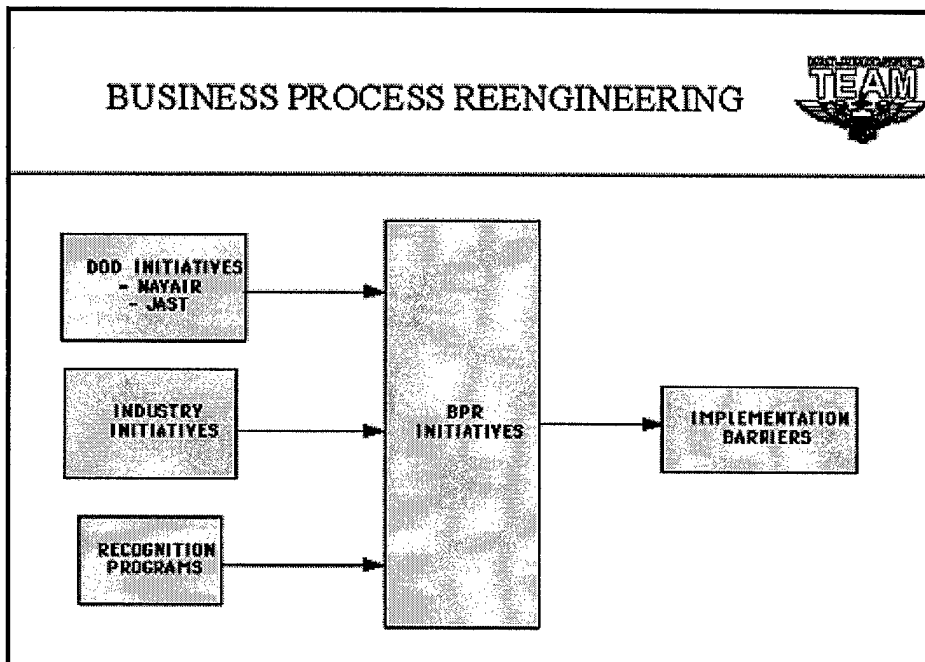 BUSINESS PROCESS REENGINEERING
TEAM
DOD INITIATIVES
- NAVAIR
- JAST
INDUSTRY
INITIATIVES
RECOGNITION
PROGRAMS
BPR
INITIATIVES
IMPLEMENTATION
BARRIERS